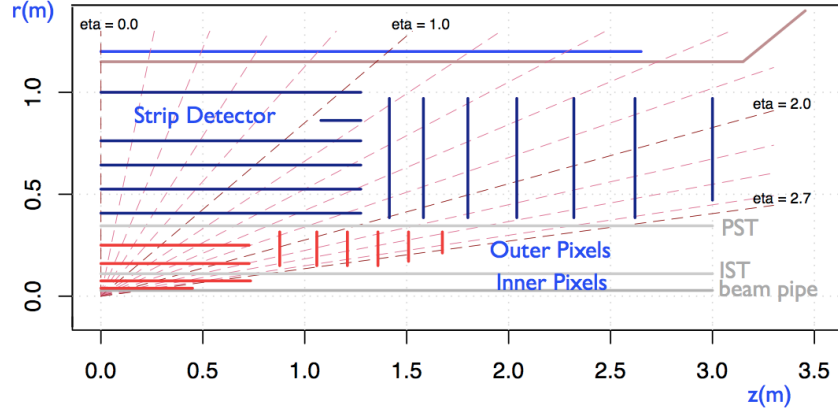 r(m)
eta = 0.0
eta = 1.0
1.0
Strip Detector
eta = 2.0
0.5
eta = 2.7
PST
Outer Pixels
IST
Inner Pixels
0.0
beam pipe
0.0 0.5 1.0 1.5 2.0 2.5 3.0 3.5
z(m)